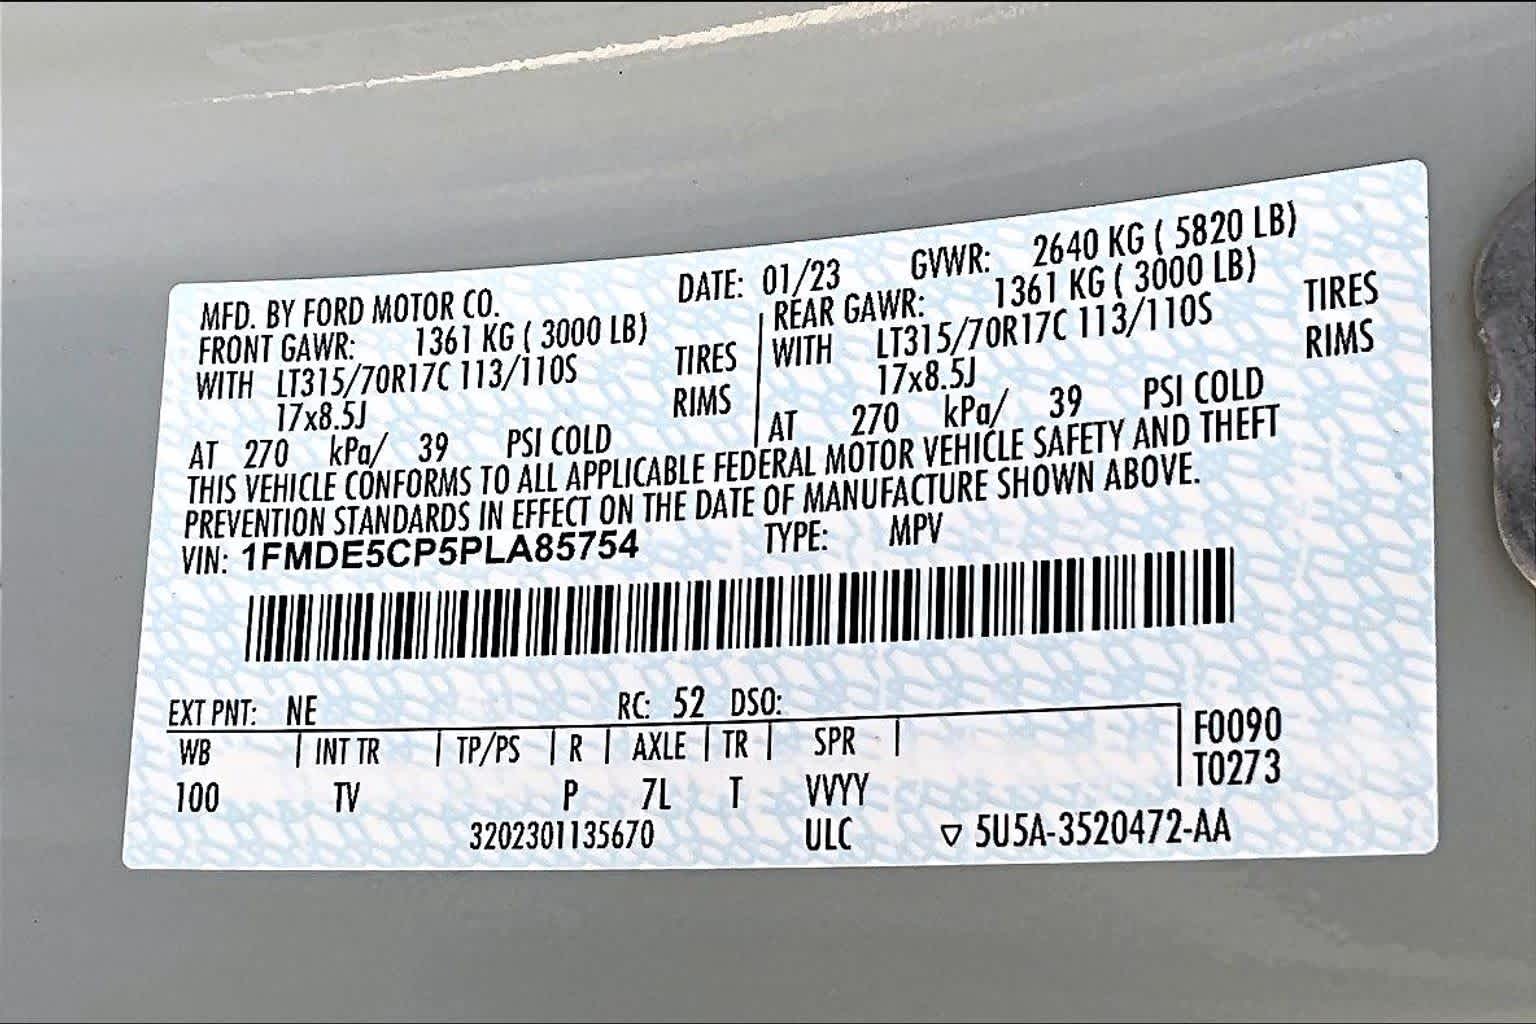 MFD. BY FORD MOTOR CO. DATE: 01/23 GVWR: 2640 KG ( 5820 LB)
FRONT GAWR: 1361 KG ( 3000 LB) REAR GAWR: 1361 KG ( 3000 LB)
WITH LT315/70R17C 113/110S TIRES WITH LT315/70R17C 113/110S TIRES
17x8.5J RIMS 17x8.5J RIMS
AT 270 kPa/ 39 PSI COLD AT 270 kPa/ 39 PSI COLD
THIS VEHICLE CONFORMS TO ALL APPLICABLE FEDERAL MOTOR VEHICLE SAFETY AND THEFT
PREVENTION STANDARDS IN EFFECT ON THE DATE OF MANUFACTURE SHOWN ABOVE.
VIN: 1FMDE5CP5PLA85754 TYPE: MPV
EXT PNT: NE RC: 52 DSO:
WB INT TR TP/PS R AXLE TR SPR F0090
100 TV P 7L T VVYY T0273
3202301135670 ULC ▽ 5U5A-3520472-AA